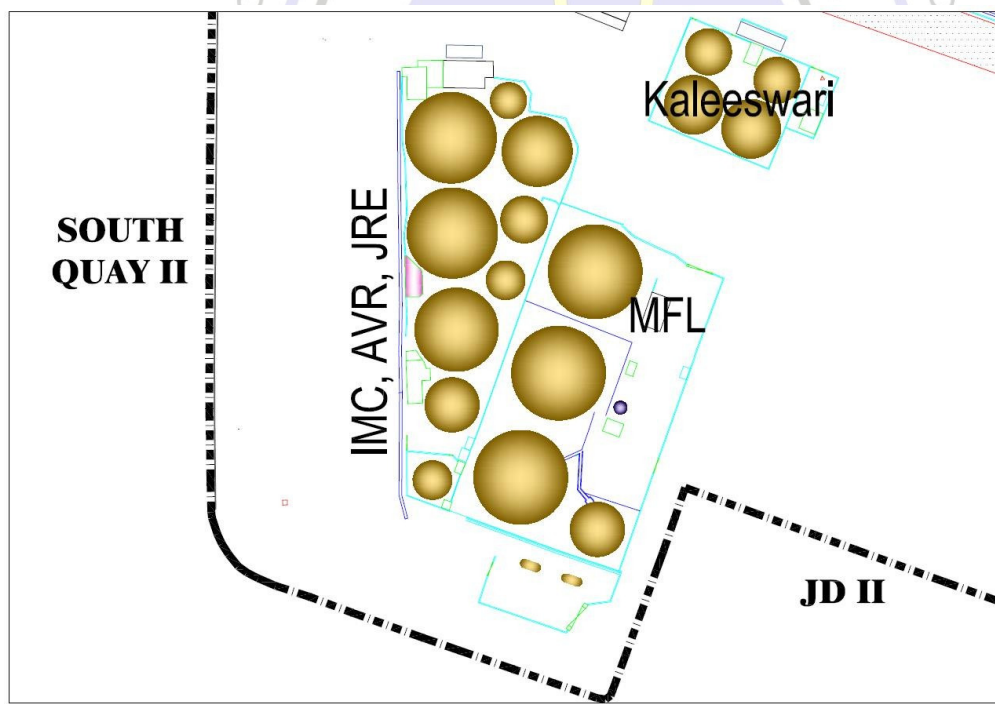 Kaleeswari
SOUTH
QUAY II
IMC, AVR, JRE
MFL
JD II